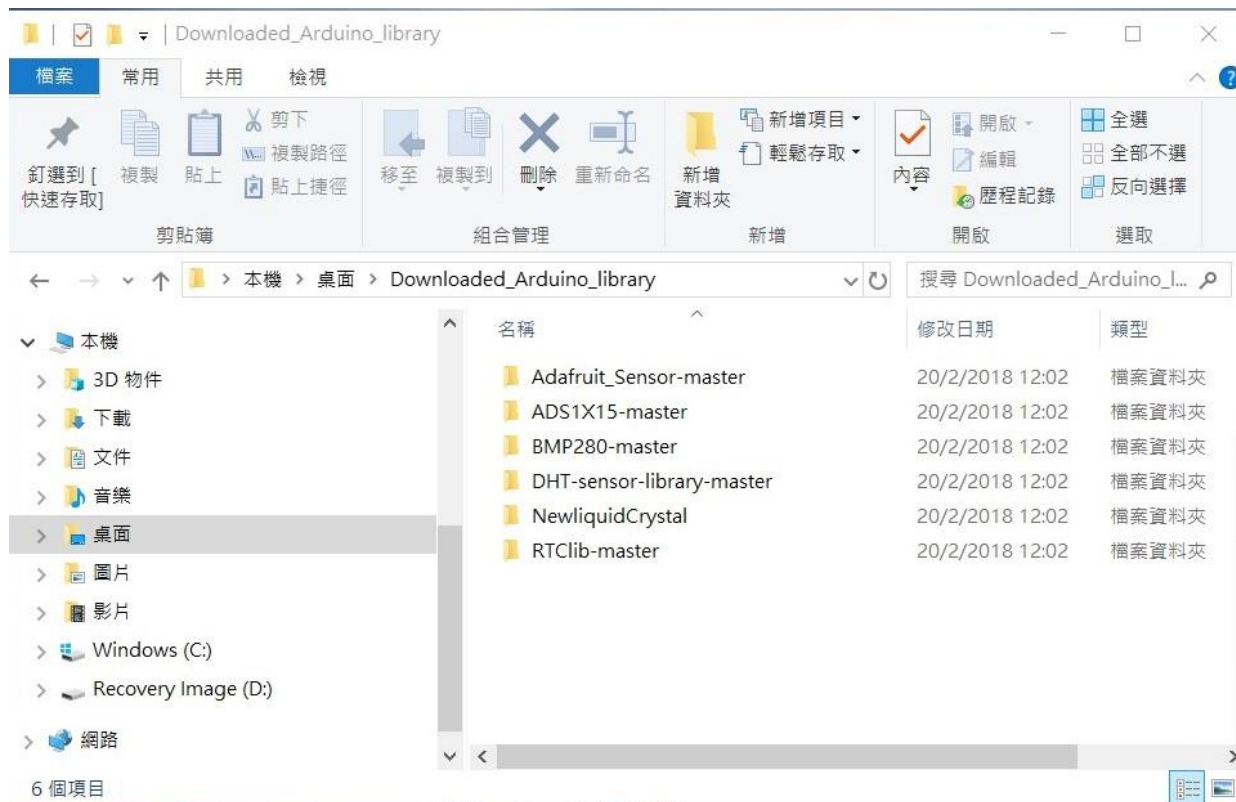 Downloaded_Arduino_library
檔案 常用 共用 檢視
釘選到 [
快速存取]
複製
貼上
剪下
複製路徑
貼上捷徑
移至
複製到
刪除
重新命名
新增
資料夾
新增項目
輕鬆存取
內容
開啟
編輯
歷程記錄
全選
全部不選
反向選擇
剪貼簿 組合管理 新增 開啟 選取
本機 桌面 Downloaded_Arduino_library
搜尋 Downloaded_Arduino_l...
本機
3D 物件
下載
文件
音樂
桌面
圖片
影片
Windows (C:)
Recovery Image (D:)
網路
名稱 修改日期 類型
Adafruit_Sensor-master 20/2/2018 12:02 檔案資料夾
ADS1X15-master 20/2/2018 12:02 檔案資料夾
BMP280-master 20/2/2018 12:02 檔案資料夾
DHT-sensor-library-master 20/2/2018 12:02 檔案資料夾
NewliquidCrystal 20/2/2018 12:02 檔案資料夾
RTClib-master 20/2/2018 12:02 檔案資料夾
6 個項目